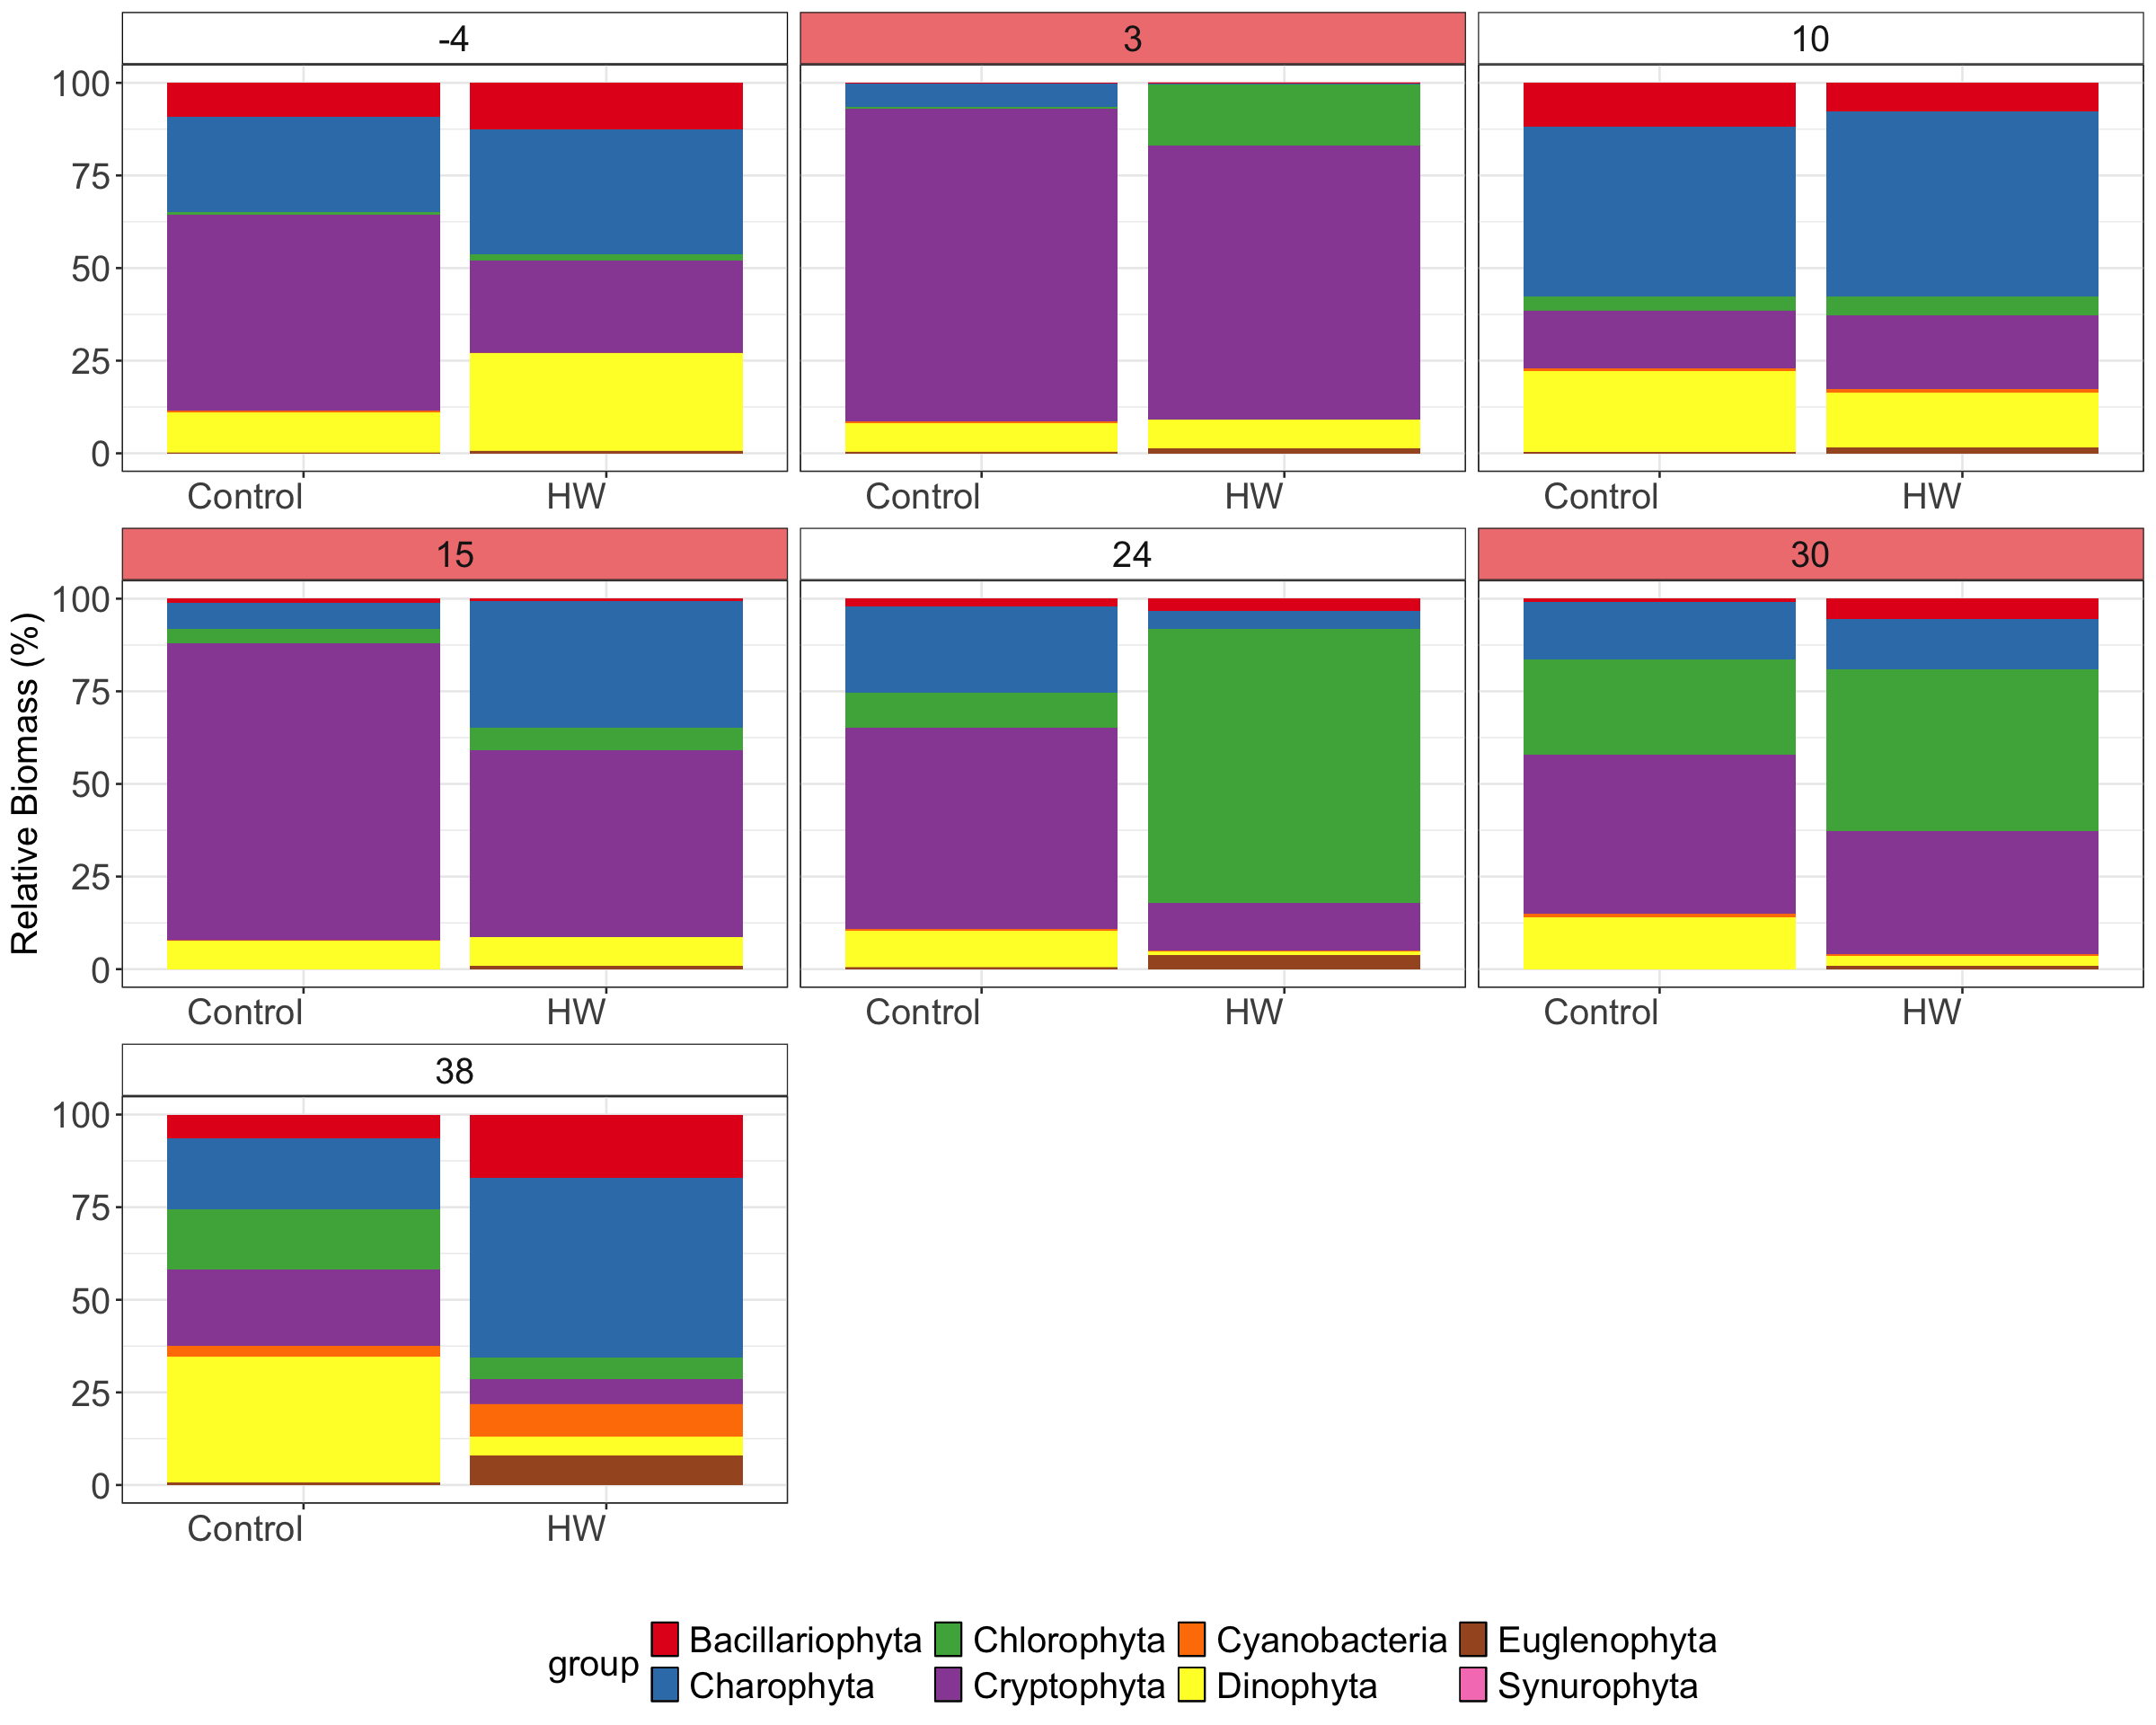 -4
3
10
100
75
50
25
0
Control HW
Control HW
Control HW
15
24
30
Relative Biomass (%)
100
75
50
25
0
Control HW
Control HW
Control HW
38
100
75
50
25
0
Control HW
group
Bacillariophyta Chlorophyta Cyanobacteria Euglenophyta
Charophyta Cryptophyta Dinophyta Synurophyta